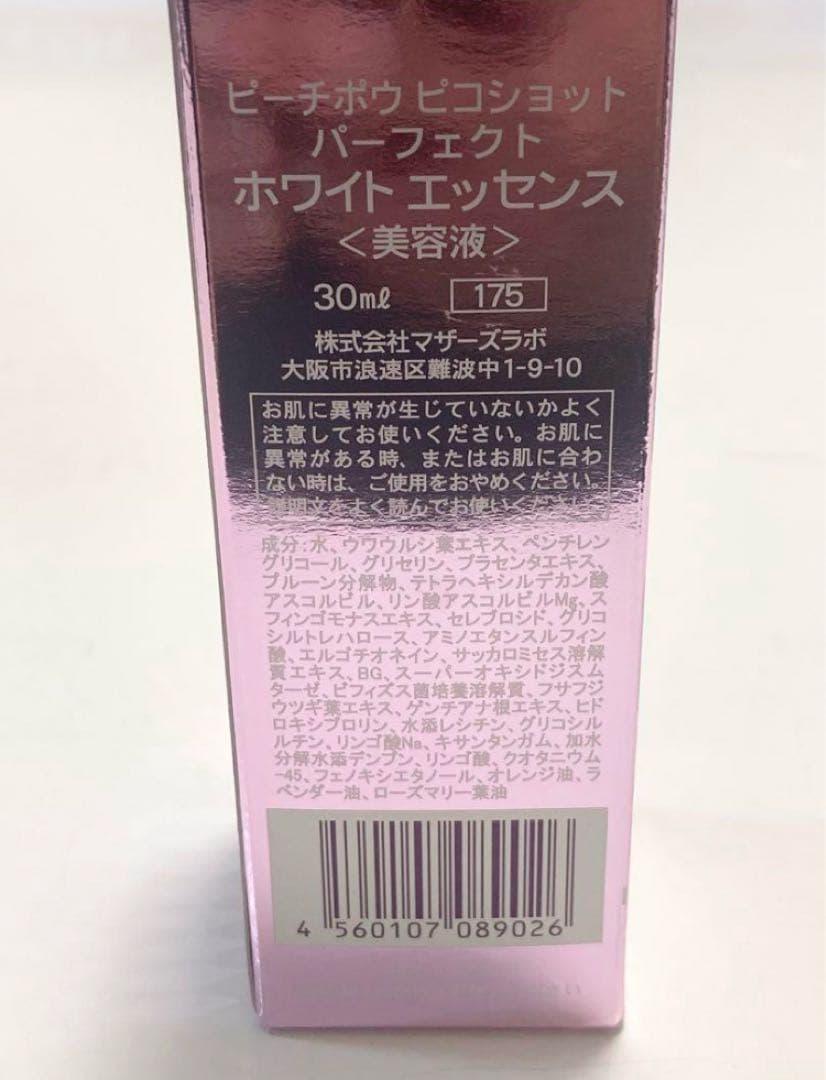 ピーチポウ ピコショット
パーフェクト
ホワイト エッセンス
＜美容液＞
30mℓ 175
株式会社マザーズラボ
大阪市浪速区難波中1-9-10
お肌に異常が生じていないかよく
注意してお使いください。お肌に
異常がある時、またはお肌に合わ
ない時は、ご使用をおやめください。
説明文をよく読んでお使いください。
成分：水、ウワウルシ葉エキス、ペンチレン
グリコール、グリセリン、プラセンタエキス、
プルーン分解物、テトラヘキシルデカン酸
アスコルビル、リン酸アスコルビルMg、ス
フィンゴモナスエキス、セレブロシド、グリコ
シルトレハロース、アミノエタンスルフィン
酸、エルゴチオネイン、サッカロミセス溶解
質エキス、BG、スーパーオキシドジスム
ターゼ、ビフィズス菌培養溶解質、フサフジ
ウツギ葉エキス、ゲンチアナ根エキス、ヒド
ロキシプロリン、水添レシチン、グリコシル
ルチン、リンゴ酸Na、キサンタンガム、加水
分解水添デンプン、リンゴ酸、クオタニウム
-45、フェノキシエタノール、オレンジ油、ラ
ベンダー油、ローズマリー葉油
4 560107 089026